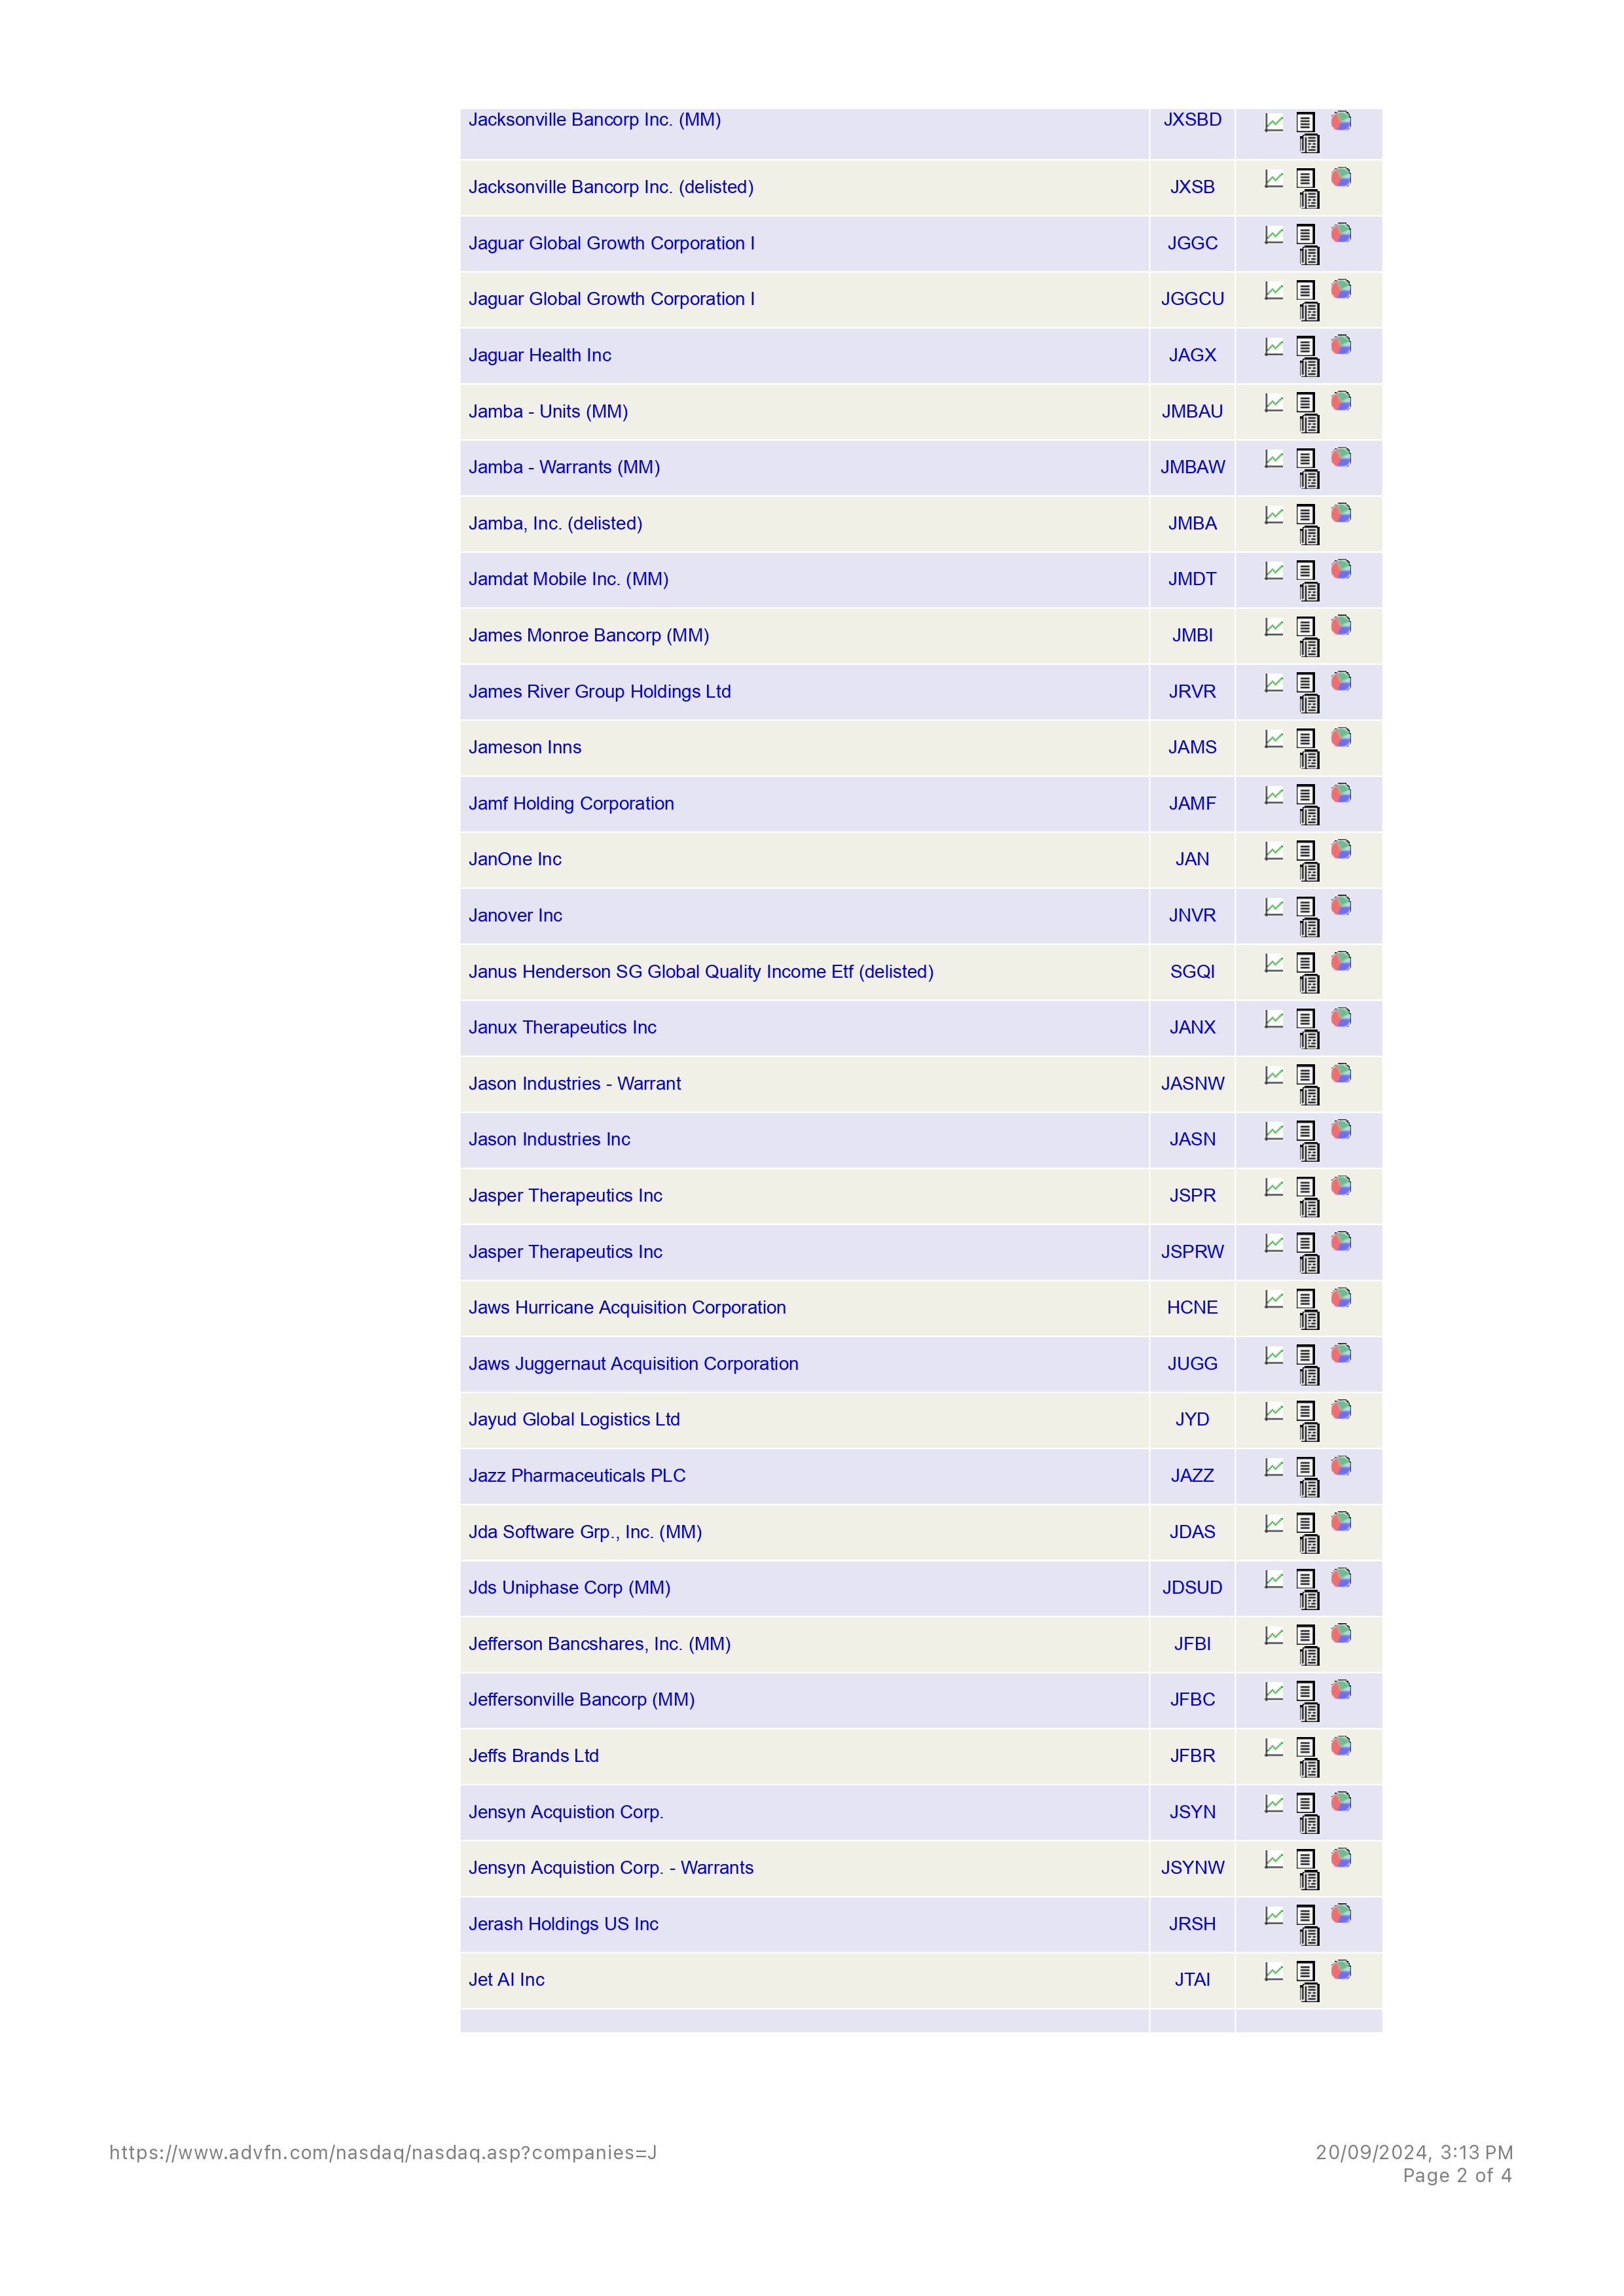 Jacksonville Bancorp Inc. (MM) JXSBD
Jacksonville Bancorp Inc. (delisted) JXSB
Jaguar Global Growth Corporation I JGGC
Jaguar Global Growth Corporation I JGGCU
Jaguar Health Inc JAGX
Jamba - Units (MM) JMBAU
Jamba - Warrants (MM) JMBAW
Jamba, Inc. (delisted) JMBA
Jamdat Mobile Inc. (MM) JMDT
James Monroe Bancorp (MM) JMBI
James River Group Holdings Ltd JRVR
Jameson Inns JAMS
Jamf Holding Corporation JAMF
JanOne Inc JAN
Janover Inc JNVR
Janus Henderson SG Global Quality Income Etf (delisted) SGQI
Janux Therapeutics Inc JANX
Jason Industries - Warrant JASNW
Jason Industries Inc JASN
Jasper Therapeutics Inc JSPR
Jasper Therapeutics Inc JSPRW
Jaws Hurricane Acquisition Corporation HCNE
Jaws Juggernaut Acquisition Corporation JUGG
Jayud Global Logistics Ltd JYD
Jazz Pharmaceuticals PLC JAZZ
Jda Software Grp., Inc. (MM) JDAS
Jds Uniphase Corp (MM) JDSUD
Jefferson Bancshares, Inc. (MM) JFBI
Jeffersonville Bancorp (MM) JFBC
Jeffs Brands Ltd JFBR
Jensyn Acquistion Corp. JSYN
Jensyn Acquistion Corp. - Warrants JSYNW
Jerash Holdings US Inc JRSH
Jet AI Inc JTAI
https://www.advfn.com/nasdaq/nasdaq.asp?companies=J 20/09/2024, 3:13 PM
Page 2 of 4